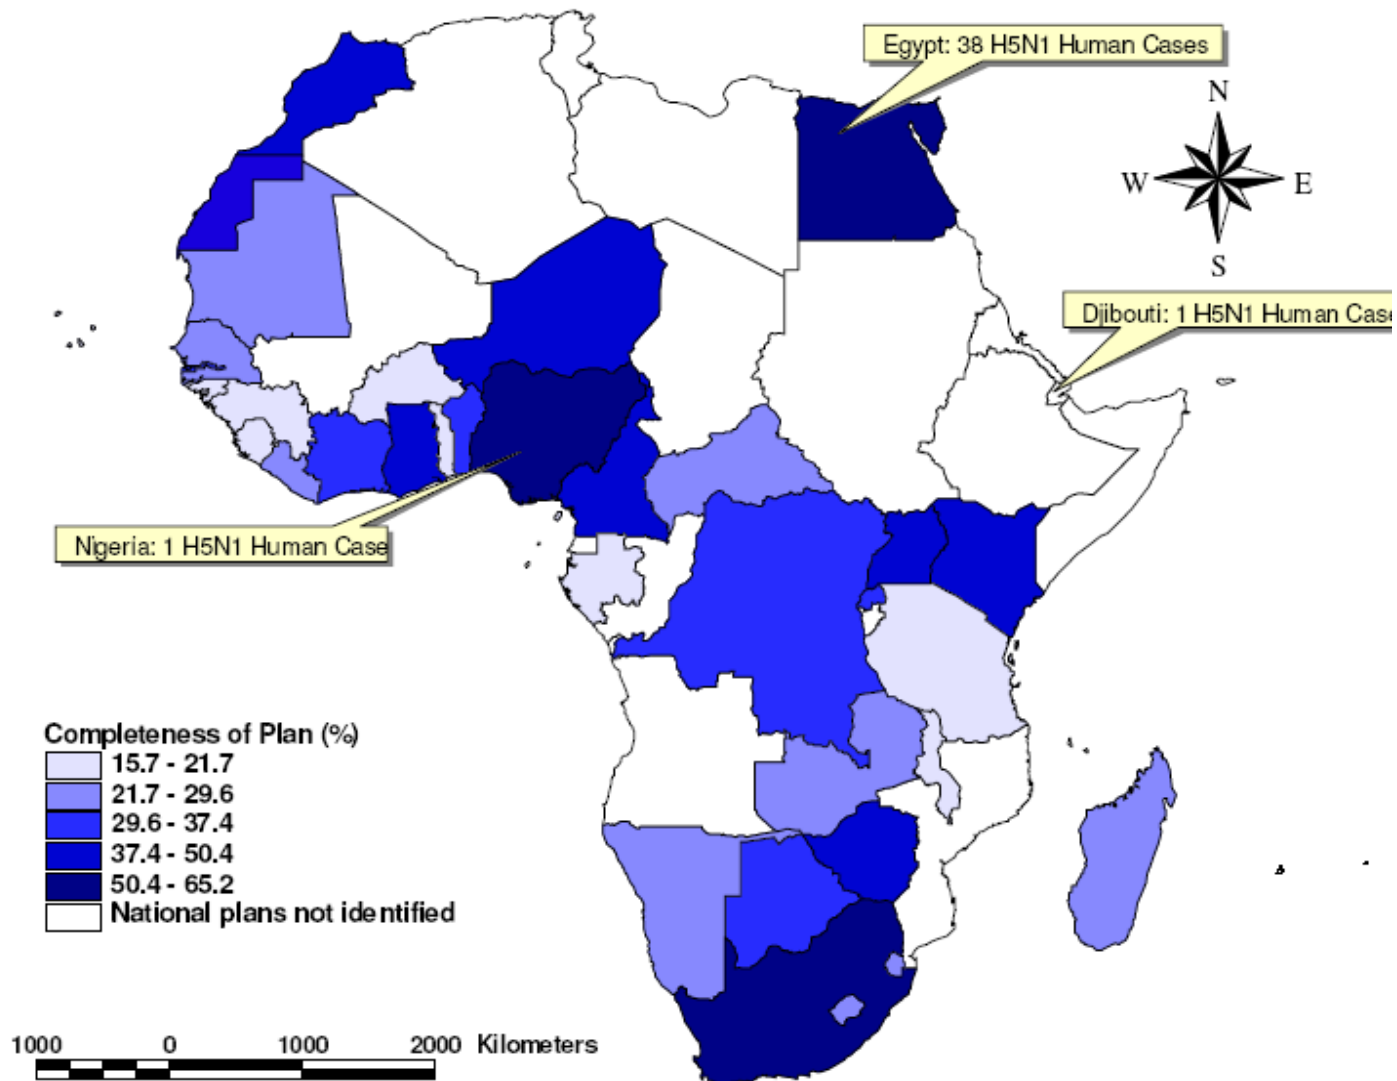 Egypt: 38 H5N1 Human Cases
N
W E
S
Djibouti: 1 H5N1 Human Case
Nigeria: 1 H5N1 Human Case
Completeness of Plan (%)
15.7 - 21.7
21.7 - 29.6
29.6 - 37.4
37.4 - 50.4
50.4 - 65.2
National plans not identified
1000 0 1000 2000 Kilometers